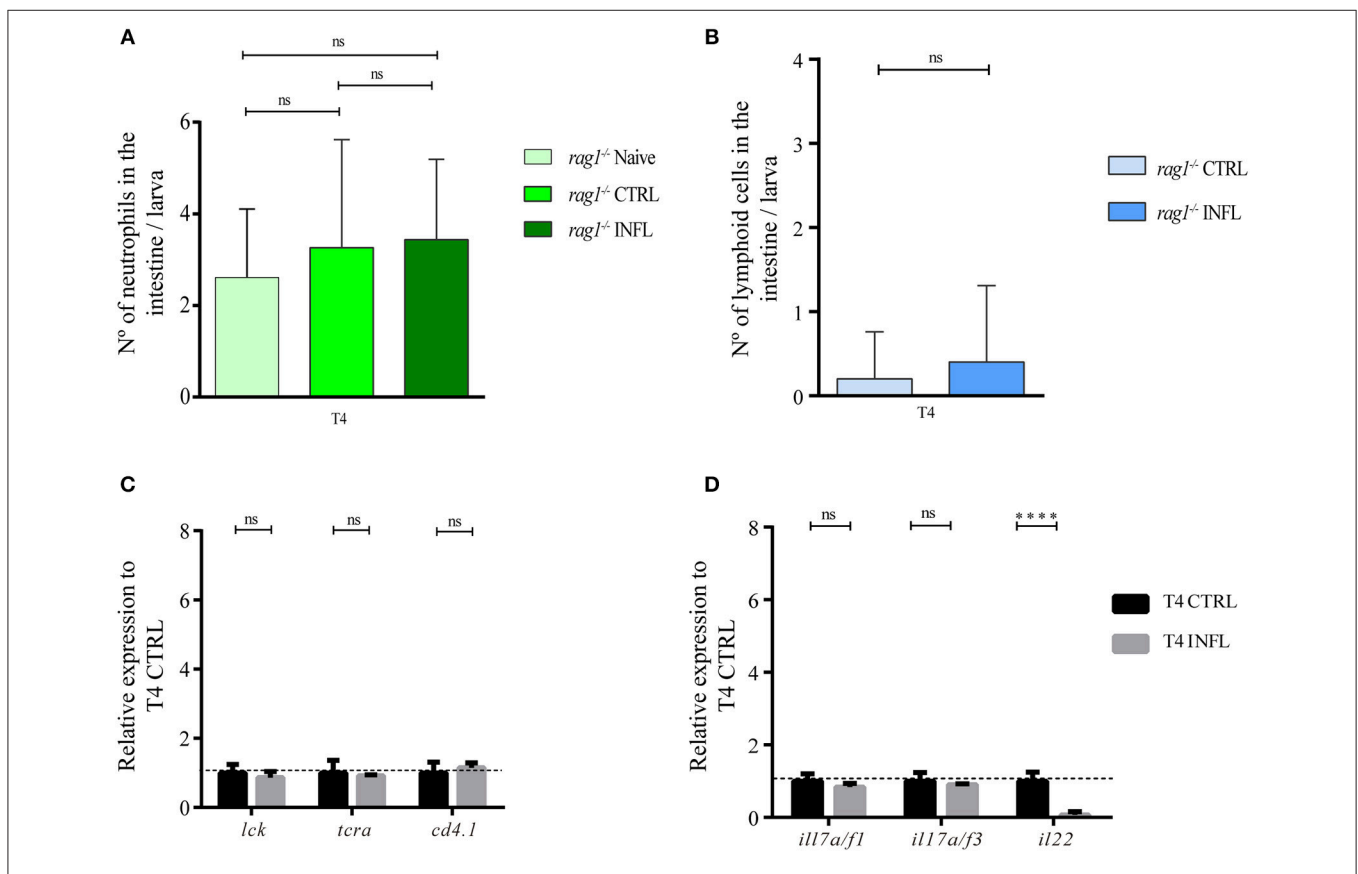 A
ns
ns
ns
Nº of neutrophils in the
intestine / larva
6
4
2
0
T4
rag1-/- Naive
rag1-/- CTRL
rag1-/- INFL
B
ns
Nº of lymphoid cells in the
intestine / larva
4
3
2
1
0
T4
rag1-/- CTRL
rag1-/- INFL
C
ns
ns
ns
Relative expression to
T4 CTRL
8
6
4
2
0
lck
tcra
cd4.1
D
ns
ns
****
Relative expression to
T4 CTRL
8
6
4
2
0
il17a/f1
il17a/f3
il22
T4 CTRL
T4 INFL